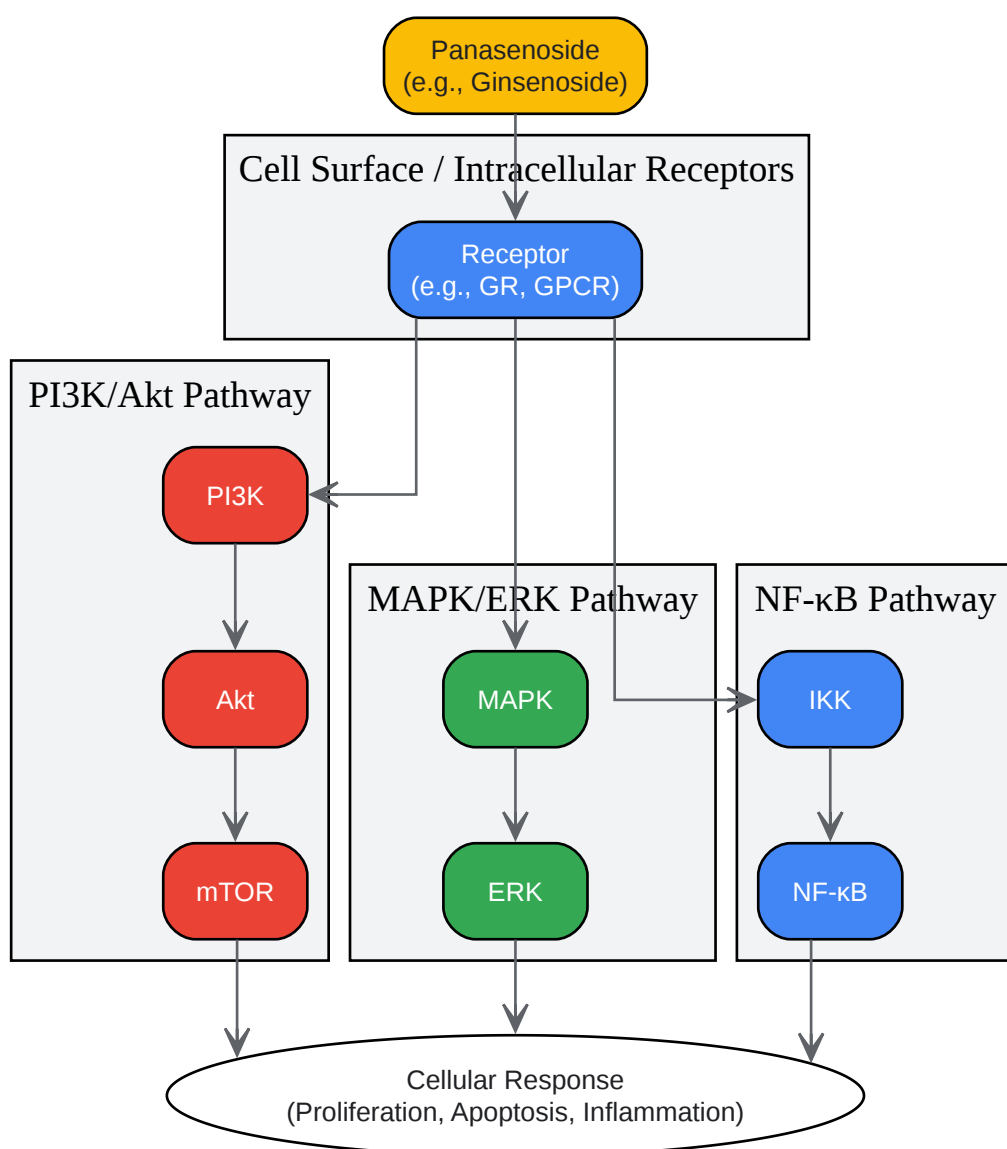 Panasenoside
(e.g., Ginsenoside)
Cell Surface / Intracellular Receptors
Receptor
(e.g., GR, GPCR)
PI3K/Akt Pathway
PI3K
Akt
mTOR
MAPK/ERK Pathway
MAPK
ERK
NF-κB Pathway
IKK
NF-κB
Cellular Response
(Proliferation, Apoptosis, Inflammation)